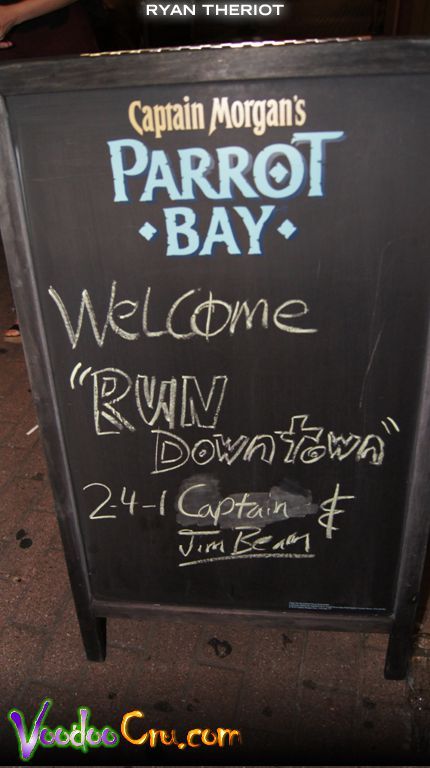 RYAN THERIOT
Captain Morgan's
PARROT
BAY
WeLCome
"RUN
DownTown"
2-4-1 Captain &
Jim Beam
VoodooCru.com